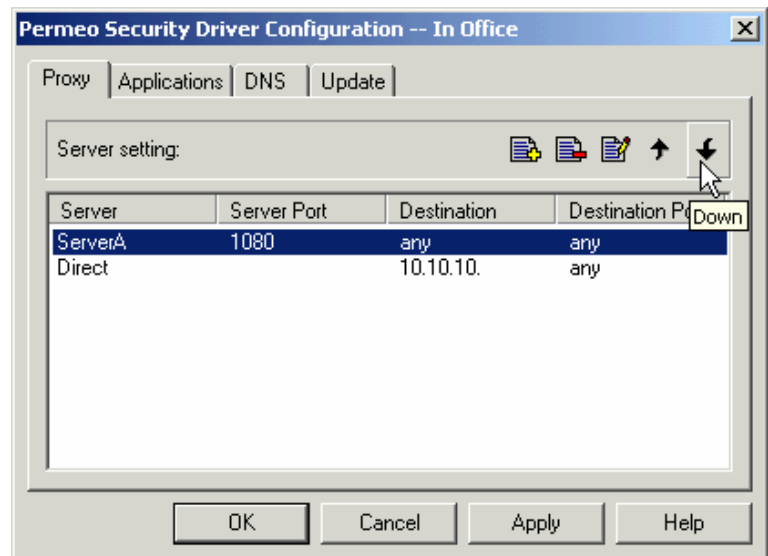 Permeo Security Driver Configuration -- In Office
Proxy Applications DNS Update
Server setting:
Server Server Port Destination Destination
Down
ServerA 1080 any any
Direct 10.10.10. any
OK Cancel Apply Help